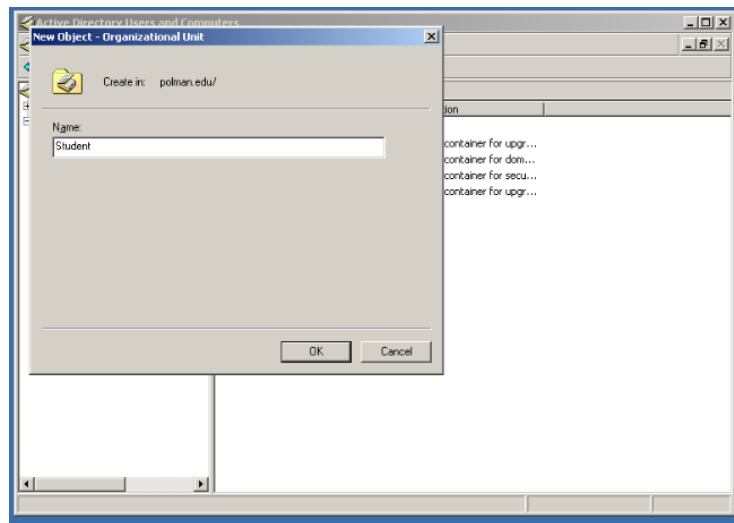 Active Directory Users and Computers
New Object - Organizational Unit
Create in: polman.edu/
Name:
Student
OK
Cancel
container for upgr...
container for dom...
container for secu...
container for upgr...